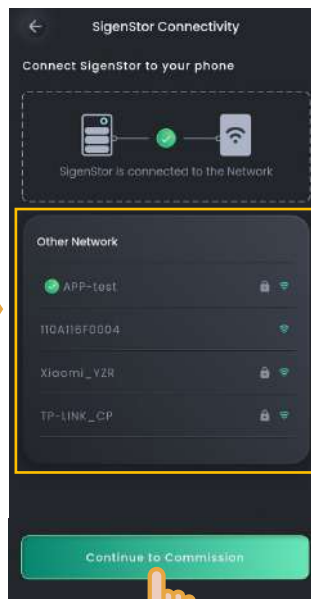 SigenStor Connectivity
Connect SigenStor to your phone
SigenStor is connected to the Network
Other Network
APP-test
110A116F0004
Xiaomi_YZR
TP-LINK_CP
Continue to Commission